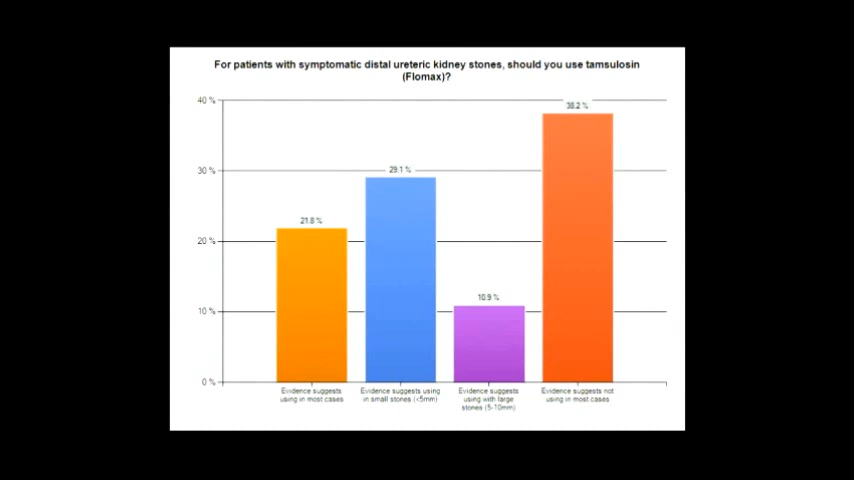 For patients with symptomatic distal ureteric kidney stones, should you use tamsulosin
(Flomax)?
40 %
38.2 %
30 %
29.1 %
21.8 %
20 %
10.9 %
10 %
0 %
Evidence suggests
using in most cases
Evidence suggests using
in small stones (<5mm)
Evidence suggests
using with large
stones (5-10mm)
Evidence suggests not
using in most cases